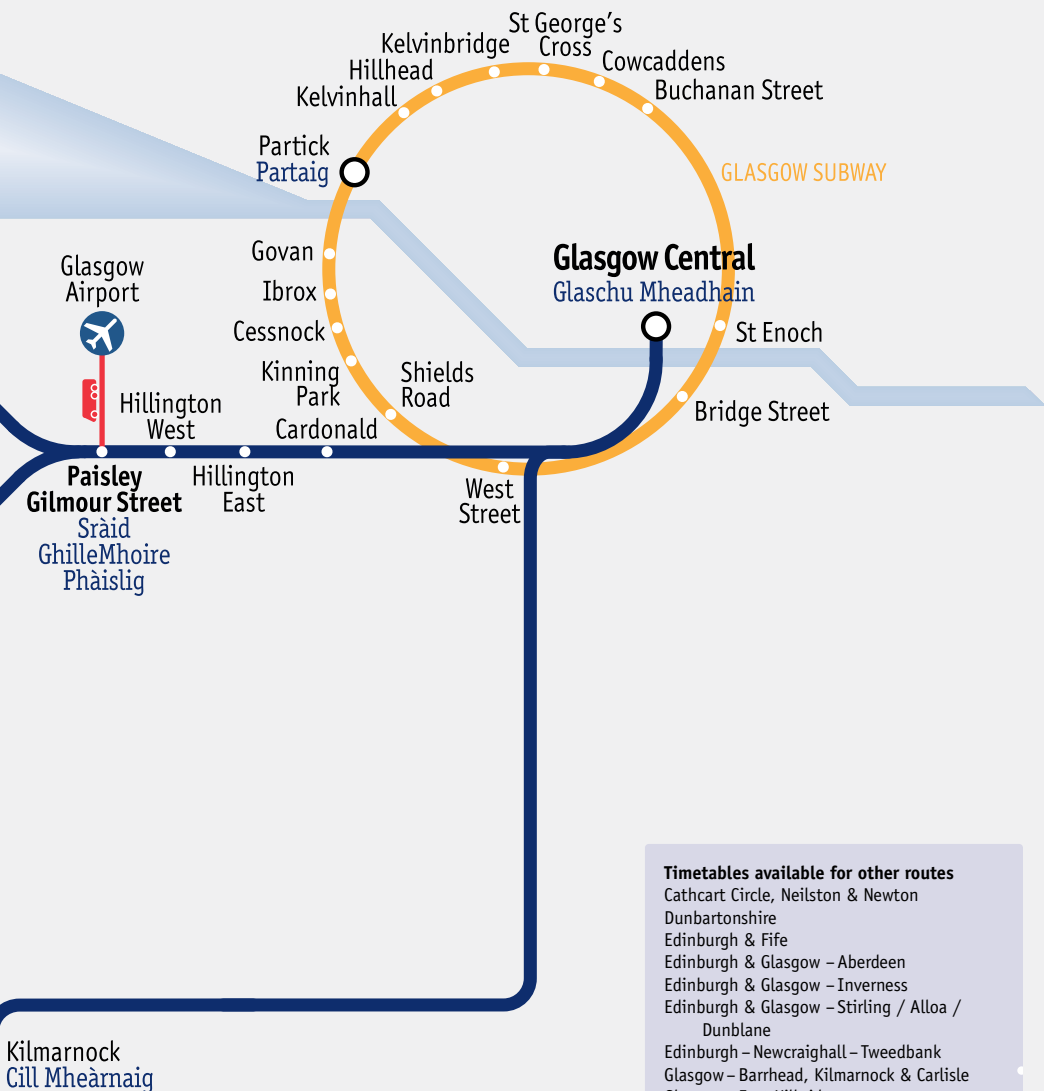 St George’s
Cross
Kelvinbridge
Cowcaddens
Hillhead
Buchanan Street
Kelvinhall
Partick
Partaig
GLASGOW SUBWAY
Govan
Glasgow Central
Glaschu Mheadhain
Glasgow
Airport
Ibrox
Cessnock
St Enoch
Kinning
Park
Shields
Road
Hillington
West
Cardonald
Bridge Street
Paisley
Gilmour Street
Sràid
GhilleMhoire
Phàislig
Hillington
East
West
Street
Timetables available for other routes
Cathcart Circle, Neilston & Newton
Dunbartonshire
Edinburgh & Fife
Edinburgh & Glasgow – Aberdeen
Edinburgh & Glasgow – Inverness
Edinburgh & Glasgow – Stirling / Alloa /
Dunblane
Edinburgh – Newcraighall – Tweedbank
Glasgow – Barrhead, Kilmarnock & Carlisle
Kilmarnock
Cill Mheàrnaig